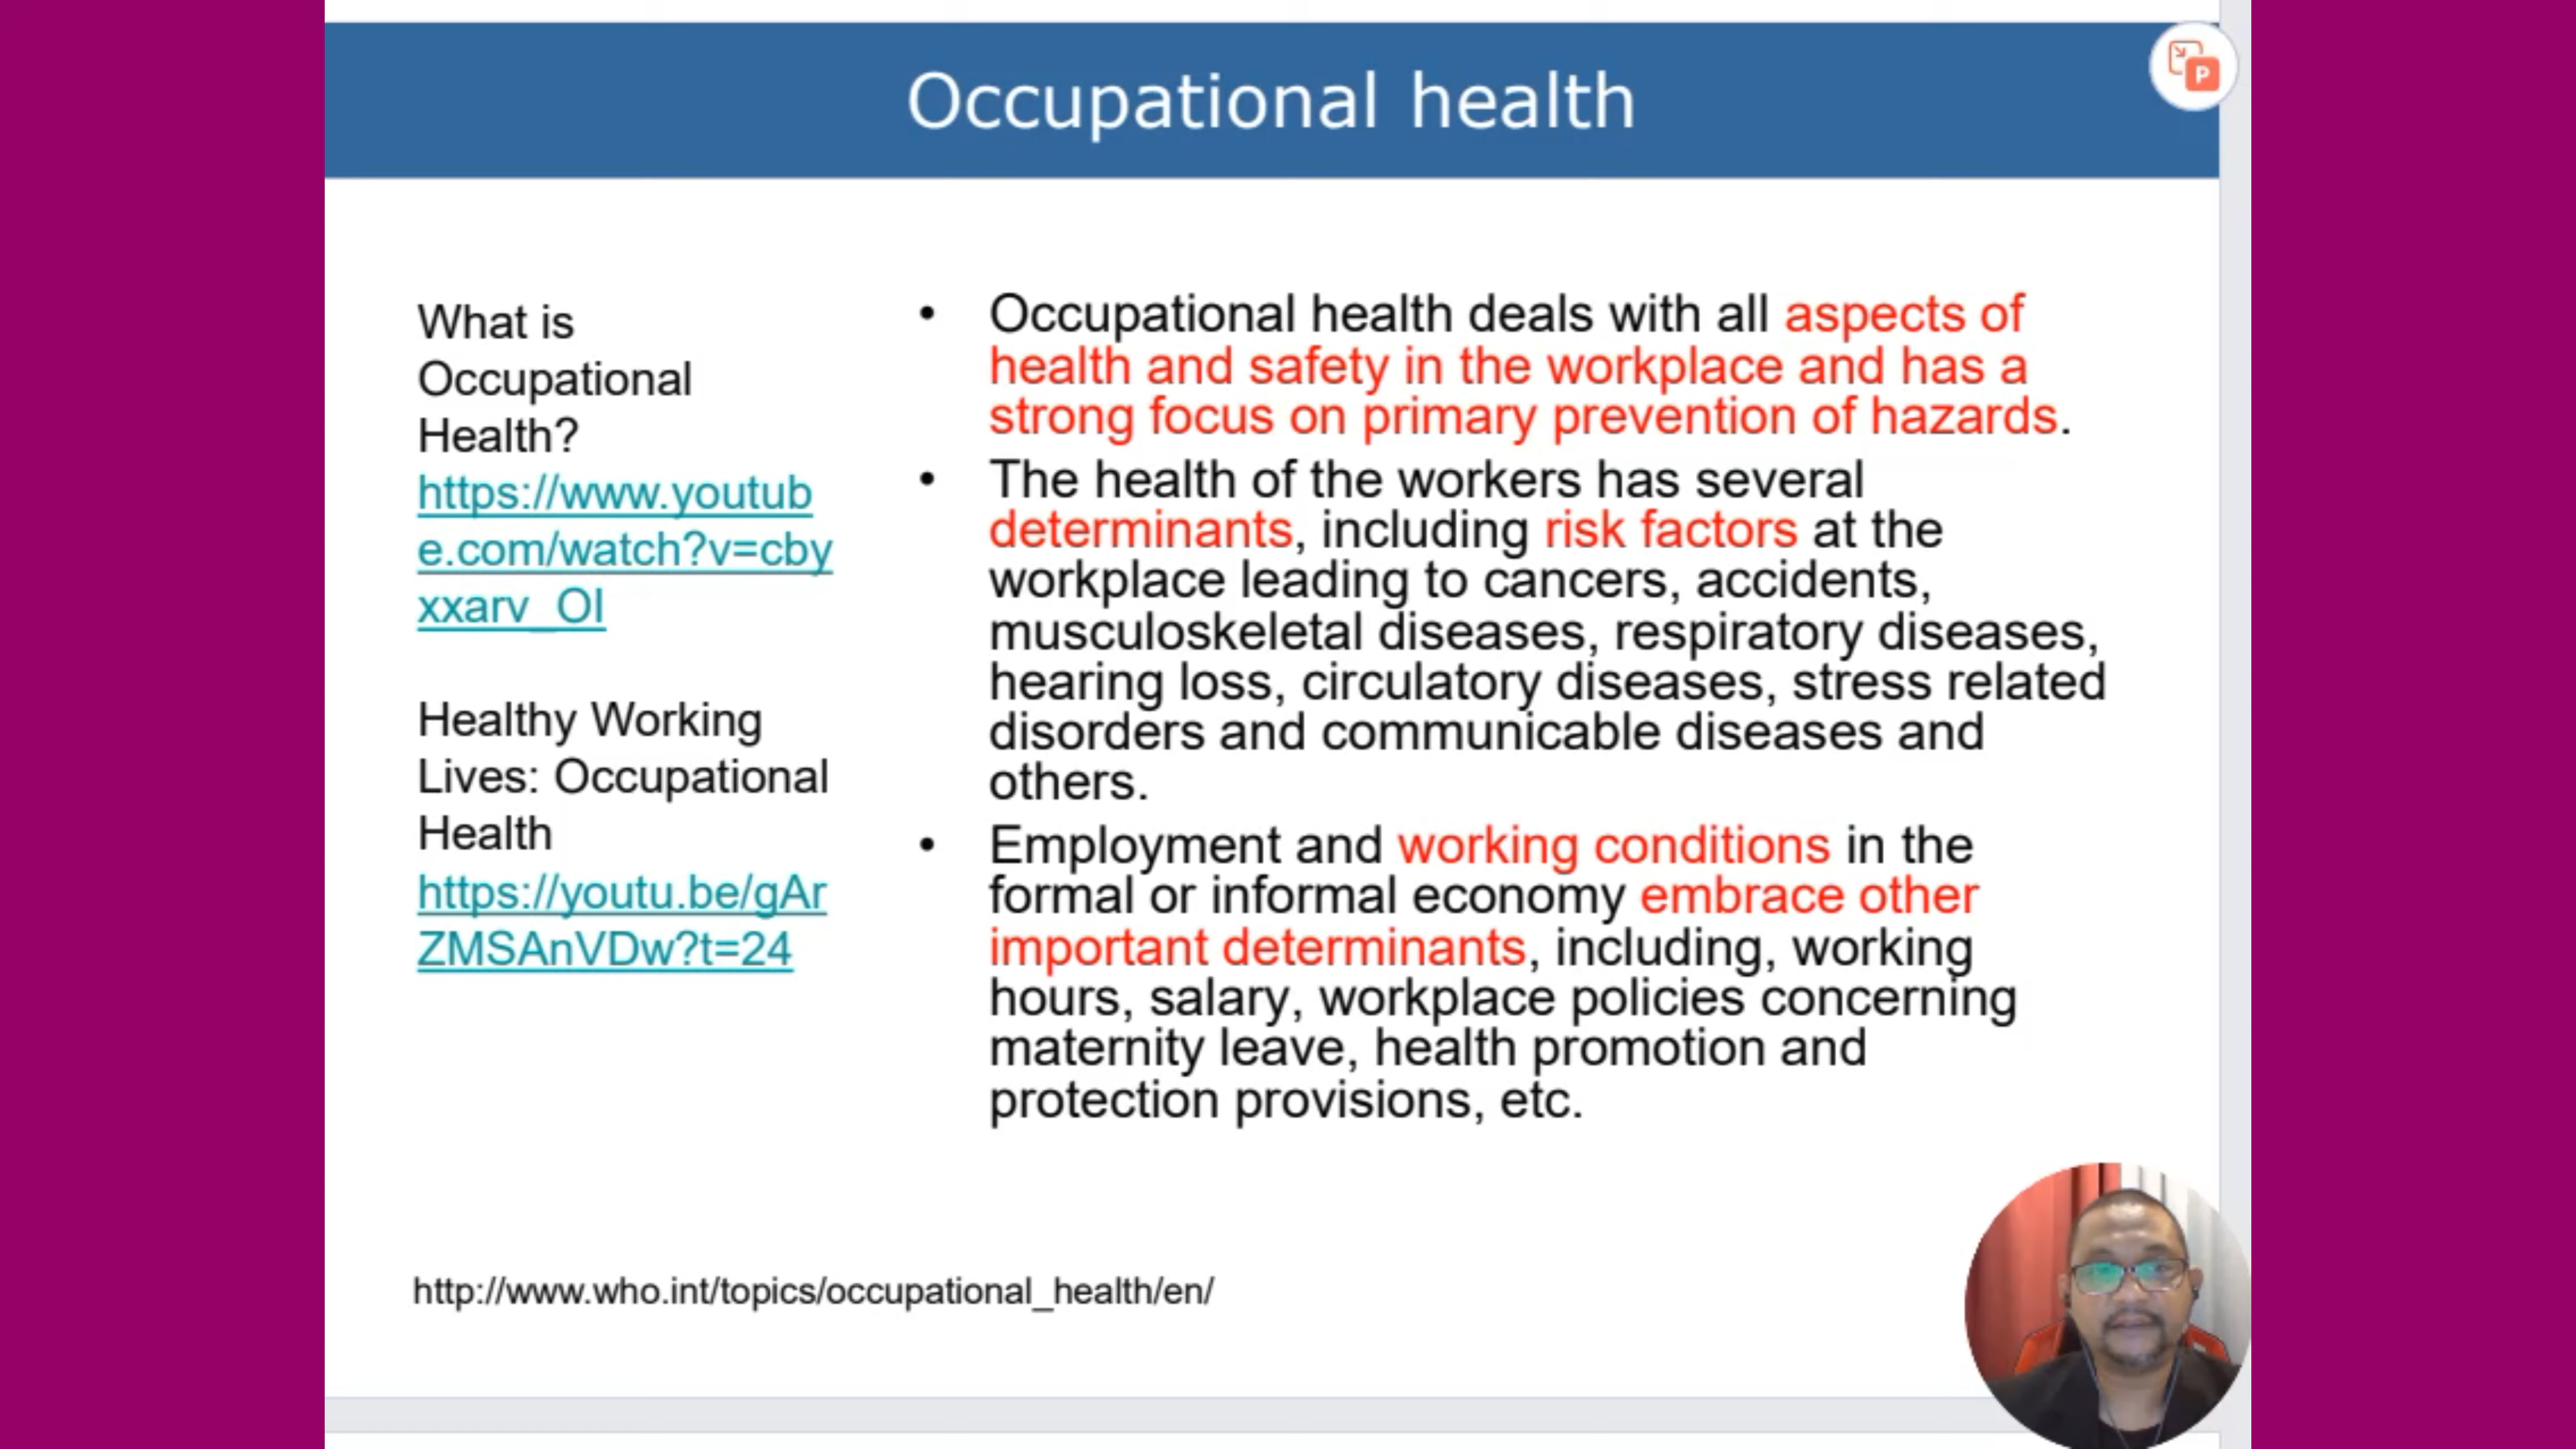 Occupational health
P
What is
Occupational
Health?
https://www.youtub
e.com/watch?v=cby
xxarv_OI
Healthy Working
Lives: Occupational
Health
https://youtu.be/gAr
ZMSAnVDw?t=24
• Occupational health deals with all aspects of
health and safety in the workplace and has a
strong focus on primary prevention of hazards.
• The health of the workers has several
determinants, including risk factors at the
workplace leading to cancers, accidents,
musculoskeletal diseases, respiratory diseases,
hearing loss, circulatory diseases, stress related
disorders and communicable diseases and
others.
• Employment and working conditions in the
formal or informal economy embrace other
important determinants, including, working
hours, salary, workplace policies concerning
maternity leave, health promotion and
protection provisions, etc.
http://www.who.int/topics/occupational_health/en/